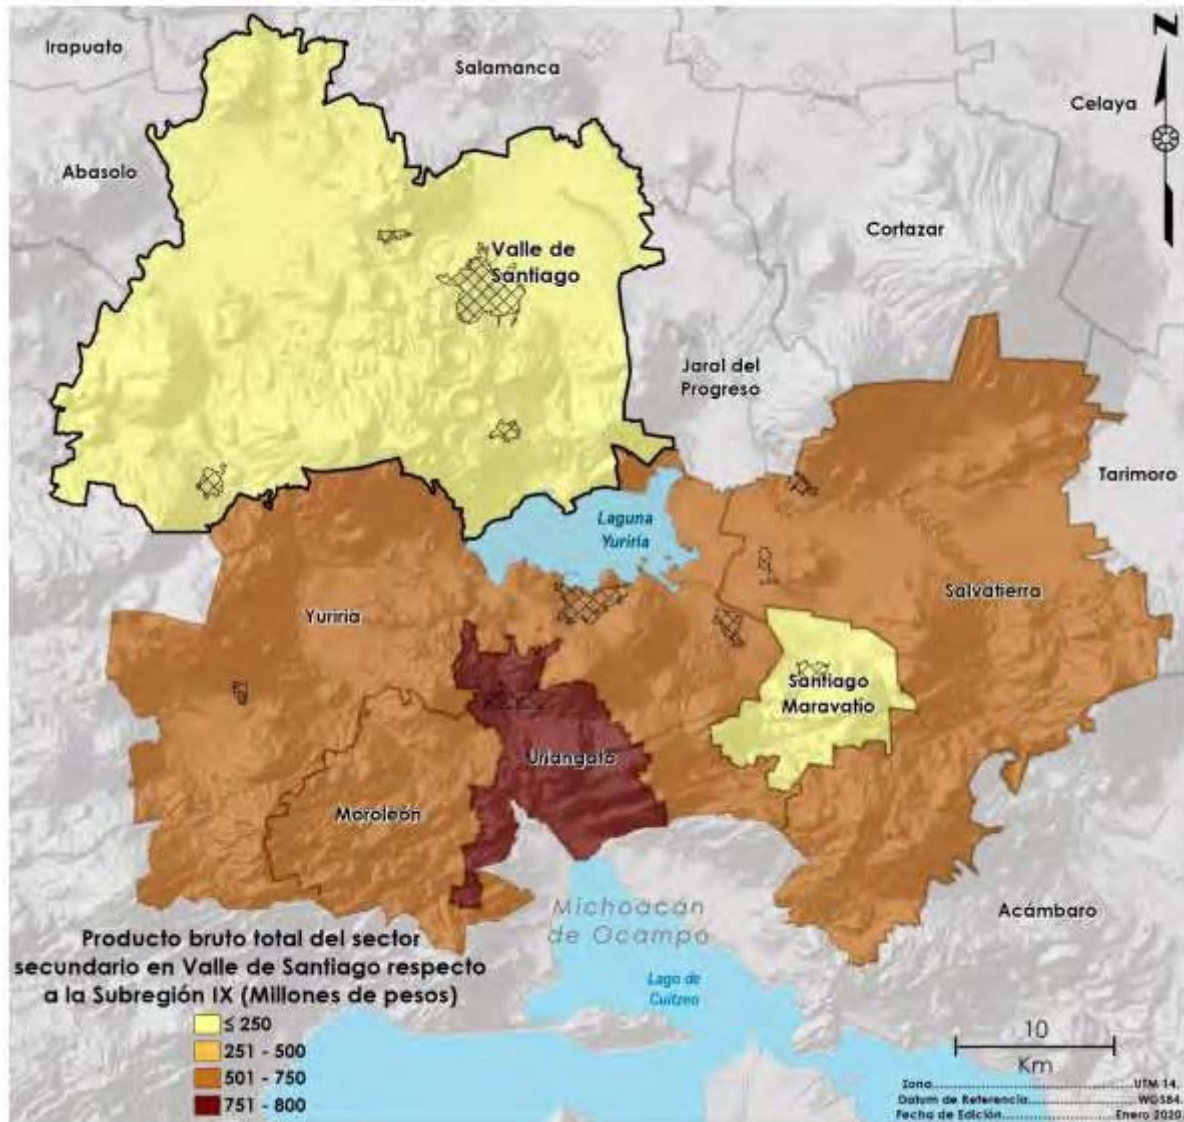 Irapuato
Salamanca
Z
Celaya
Abasolo
Cortazar
Valle de
Santiago
Jaral del
Progreso
Tarimoro
Laguna
Yuriria
Salvatierra
Yuriria
Santiago
Maravatio
Uriangato
Moroleón
Michoacan
de Ocampo
Acámbaro
Producto bruto total del sector
secundario en Valle de Santiago respecto
a la Subregión IX (Millones de pesos)
Lago de
Cuitzeo
≤ 250
251 - 500
501 - 750
751 - 800
10
Km
Zona.....UTM 14.
Datum de Referencia.....WGS84.
Fecha de Edición.....Enero 2020.